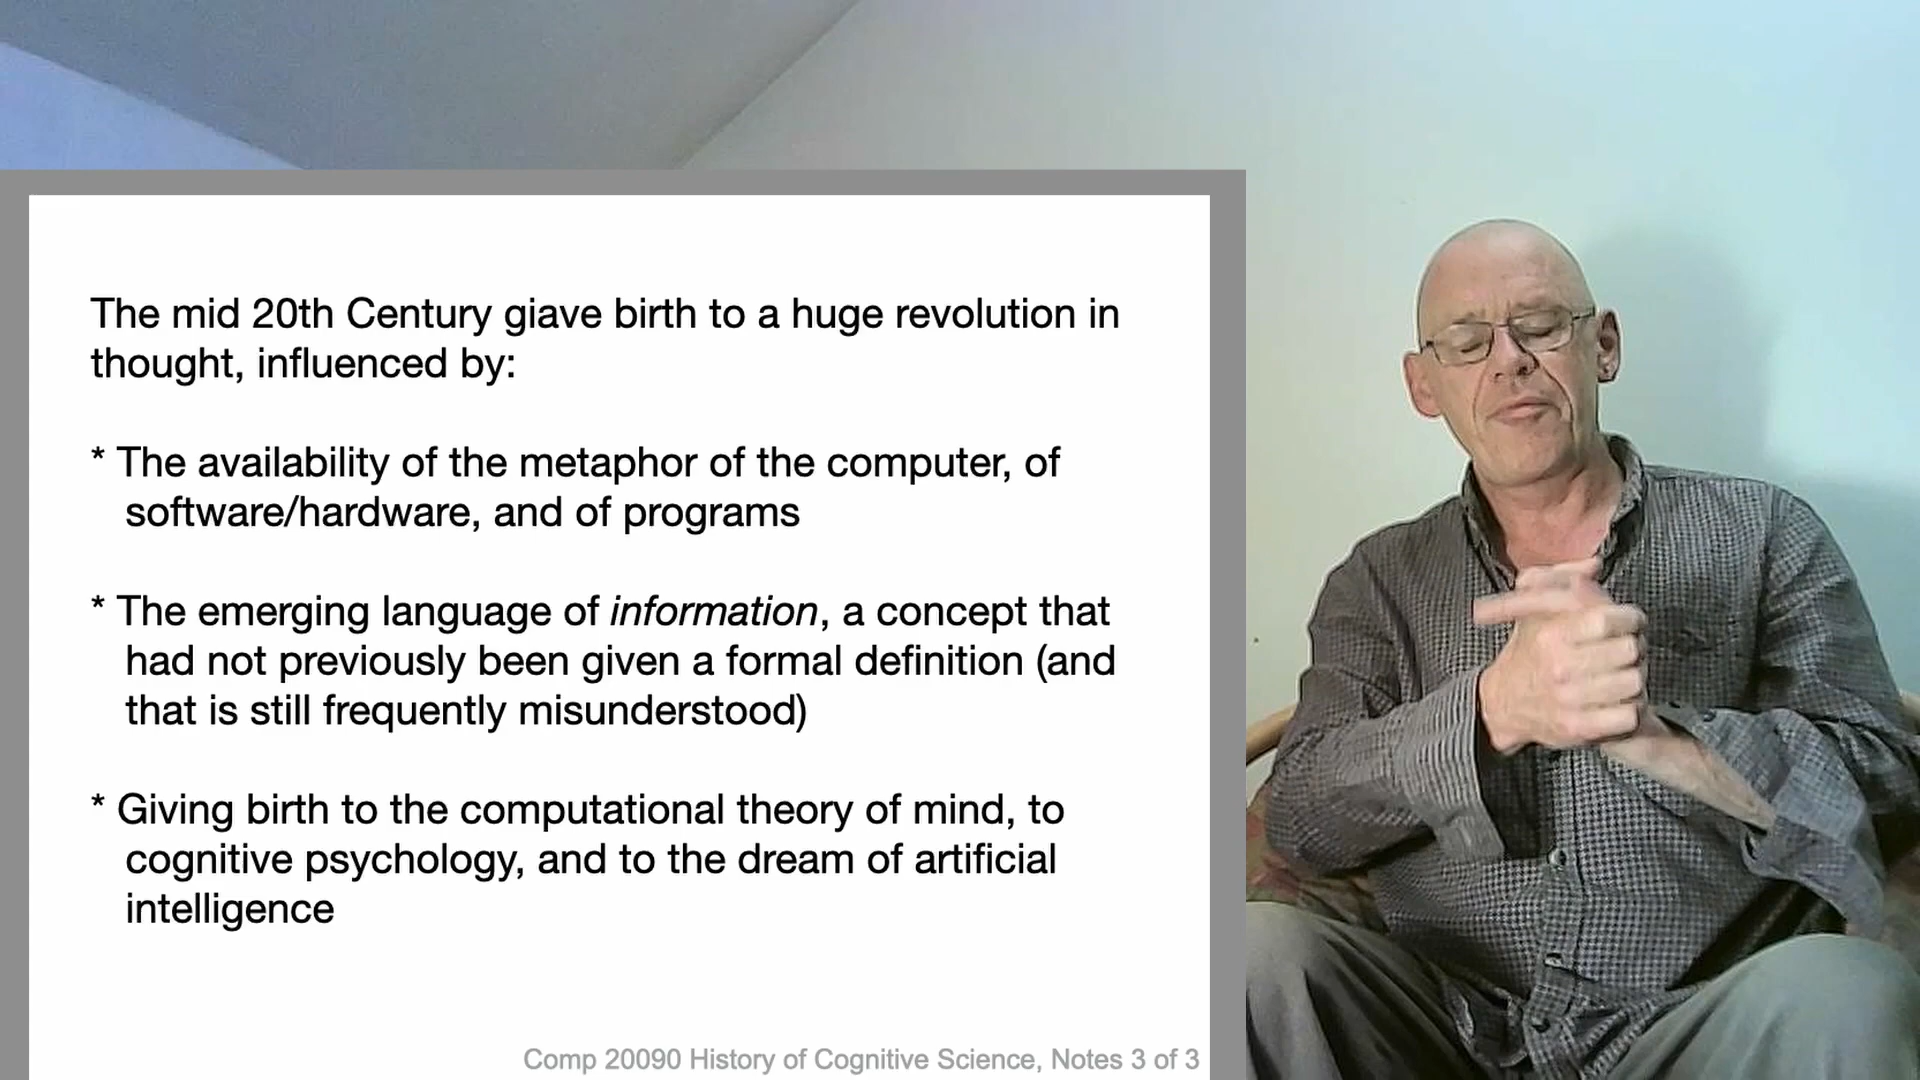 The mid 20th Century giave birth to a huge revolution in
thought, influenced by:
* The availability of the metaphor of the computer, of
software/hardware, and of programs
* The emerging language of information, a concept that
had not previously been given a formal definition (and
that is still frequently misunderstood)
* Giving birth to the computational theory of mind, to
cognitive psychology, and to the dream of artificial
intelligence
Comp 20090 History of Cognitive Science, Notes 3 of 3